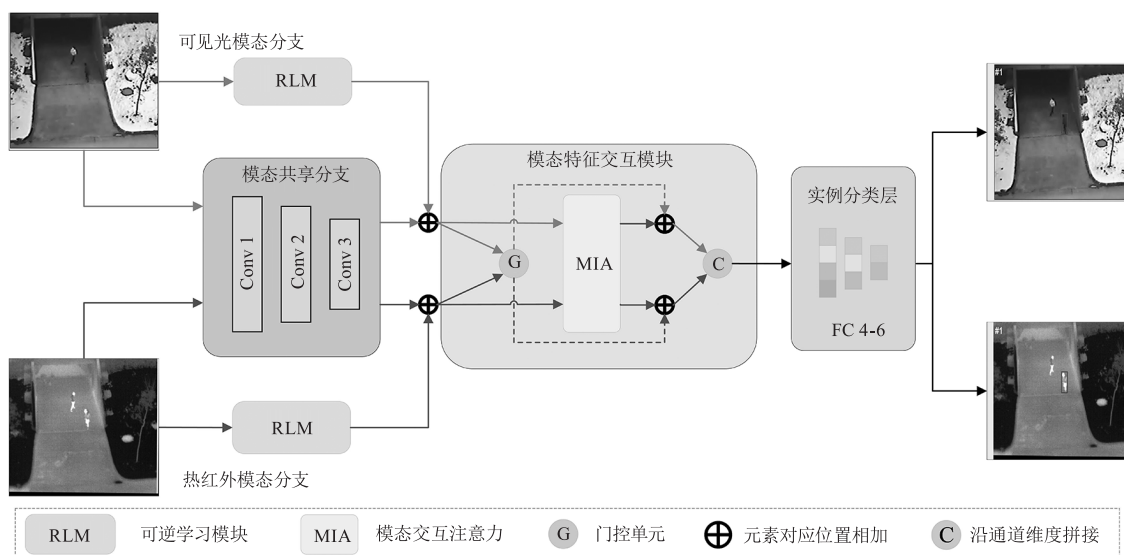 可见光模态分支
RLM
#1
模态共享分支
Conv 1
Conv 2
Conv 3
模态特征交互模块
G
MIA
C
实例分类层
FC 4-6
#1
RLM
热红外模态分支
RLM 可逆学习模块 MIA 模态交互注意力 G 门控单元 元素对应位置相加 C 沿通道维度拼接